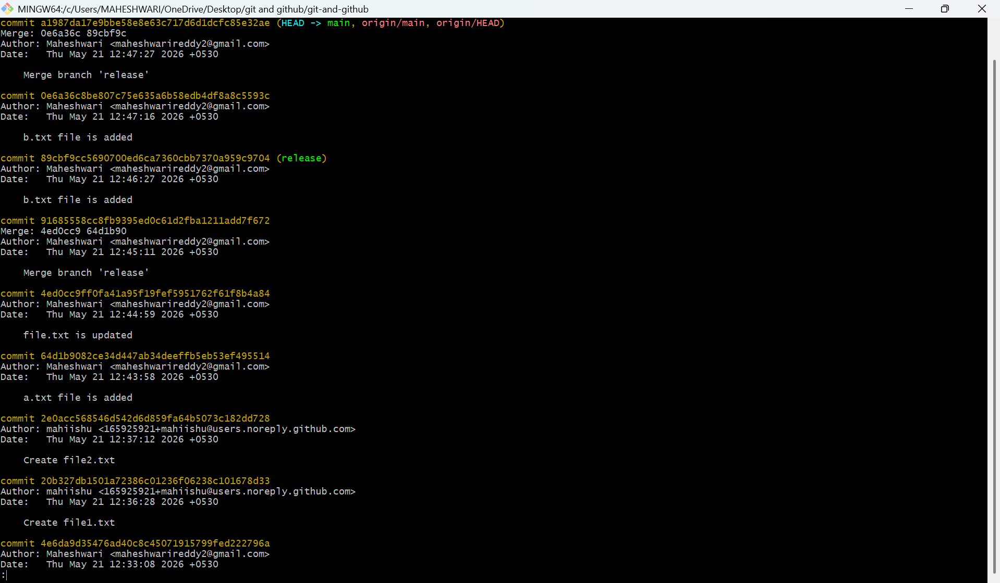 MINGW64:/c/Users/MAHESHWARI/OneDrive/Desktop/git and github/git-and-github
commit a1987da17e9bbe58e8e63c717d6d1dcfc85e32ae (HEAD -> main, origin/main, origin/HEAD)
Merge: 0e6a36c 89cbf9c
Author: Maheshwari <maheshwarireddy2@gmail.com>
Date:   Thu May 21 12:47:27 2026 +0530
    Merge branch 'release'
commit 0e6a36c8be807c75e635a6b58edb4df8a8c5593c
Author: Maheshwari <maheshwarireddy2@gmail.com>
Date:   Thu May 21 12:47:16 2026 +0530
    b.txt file is added
commit 89cbf9cc5690700ed6ca7360cbb7370a959c9704 (release)
Author: Maheshwari <maheshwarireddy2@gmail.com>
Date:   Thu May 21 12:46:27 2026 +0530
    b.txt file is added
commit 91685558cc8fb9395ed0c61d2fba1211add7f672
Merge: 4ed0cc9 64d1b90
Author: Maheshwari <maheshwarireddy2@gmail.com>
Date:   Thu May 21 12:45:11 2026 +0530
    Merge branch 'release'
commit 4ed0cc9ff0fa41a95f19fef5951762f61f8b4a84
Author: Maheshwari <maheshwarireddy2@gmail.com>
Date:   Thu May 21 12:44:59 2026 +0530
    file.txt is updated
commit 64d1b9082ce34d447ab34deeffb5eb53ef495514
Author: Maheshwari <maheshwarireddy2@gmail.com>
Date:   Thu May 21 12:43:58 2026 +0530
    a.txt file is added
commit 2e0acc568546d542d6d859fa64b5073c182dd728
Author: mahiishu <165925921+mahiishu@users.noreply.github.com>
Date:   Thu May 21 12:37:12 2026 +0530
    Create file2.txt
commit 20b327db1501a72386c01236f06238c101678d33
Author: mahiishu <165925921+mahiishu@users.noreply.github.com>
Date:   Thu May 21 12:36:28 2026 +0530
    Create file1.txt
commit 4e6da9d35476ad40c8c45071915799fed222796a
Author: Maheshwari <maheshwarireddy2@gmail.com>
Date:   Thu May 21 12:33:08 2026 +0530
: